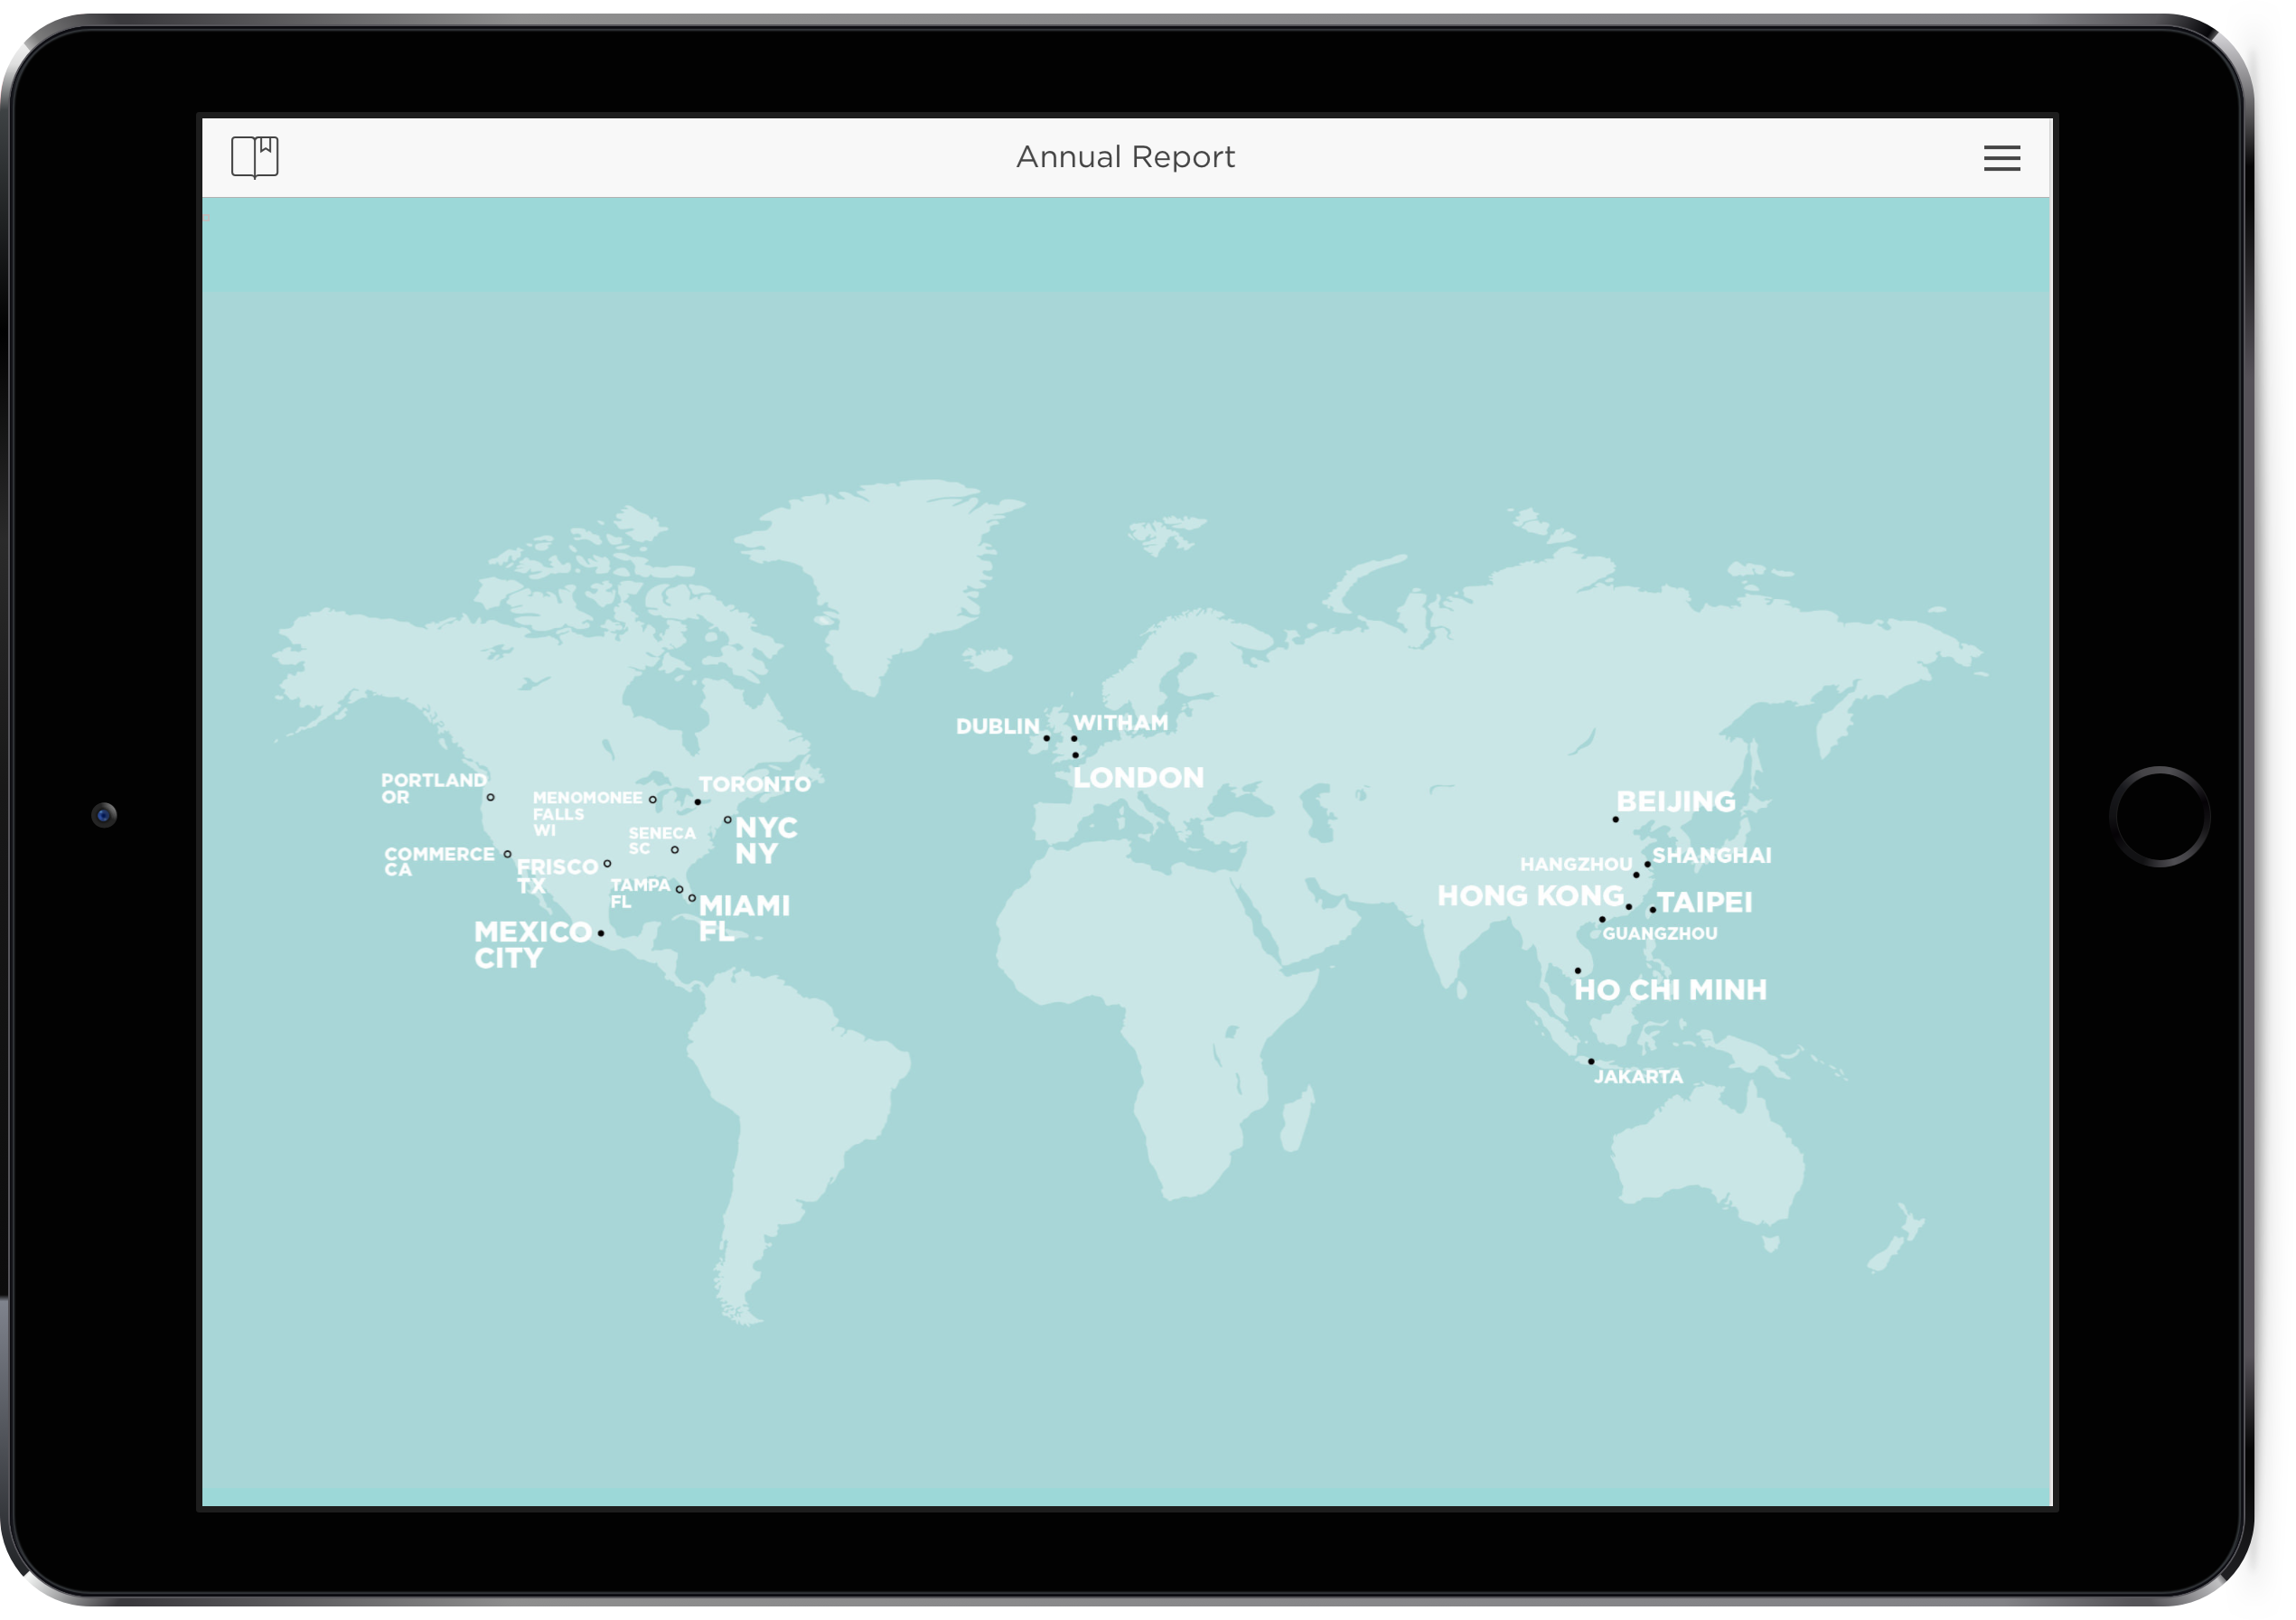 Annual Report
DUBLIN
WITHAM
LONDON
PORTLAND
OR
MENOMONEE
FALLS
WI
TORONTO
NYC
NY
SENECA
SC
COMMERCE
CA
FRISCO
TX
TAMPA
FL
MIAMI
FL
MEXICO
CITY
BEIJING
SHANGHAI
HANGZHOU
HONG KONG
TAIPEI
GUANGZHOU
HO CHI MINH
JAKARTA